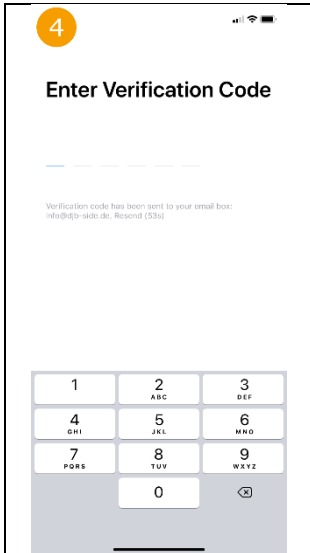 4
Enter Verification Code
Verification code has been sent to your email box:
info@djb-side.de, Resend (53s)
1
2
ABC
3
DEF
4
GHI
5
JKL
6
MNO
7
PQRS
8
TUV
9
WXYZ
0